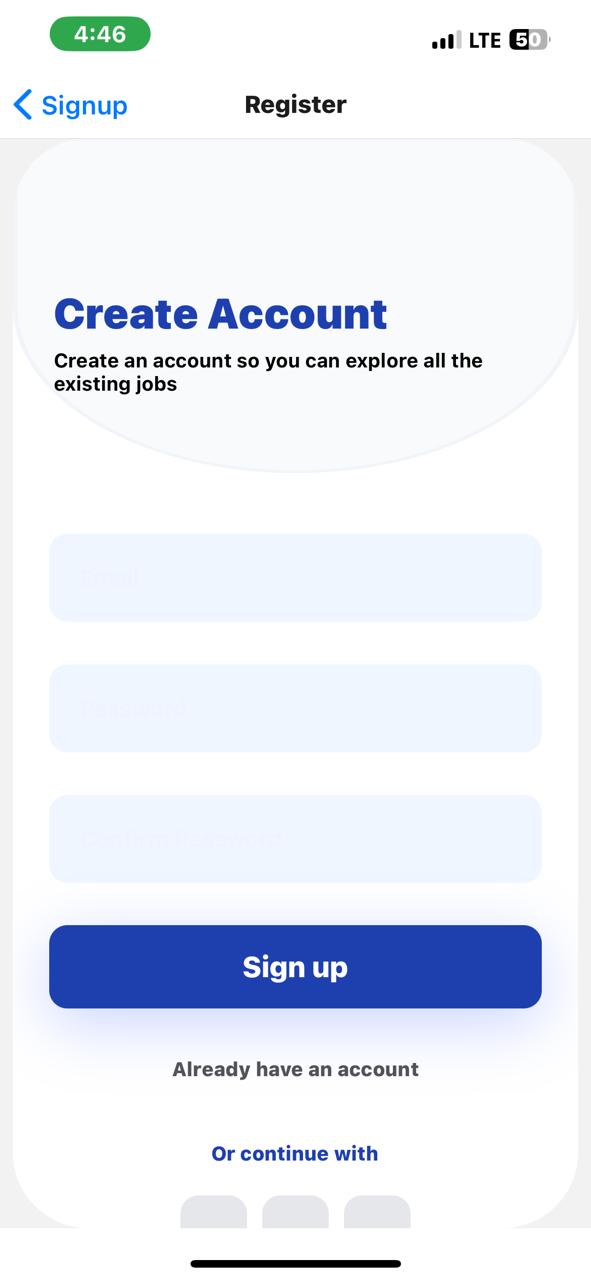 4:46
LTE
50
Signup
Register
Create Account
Create an account so you can explore all the
existing jobs
Email
Password
Confirm Password
Sign up
Already have an account
Or continue with